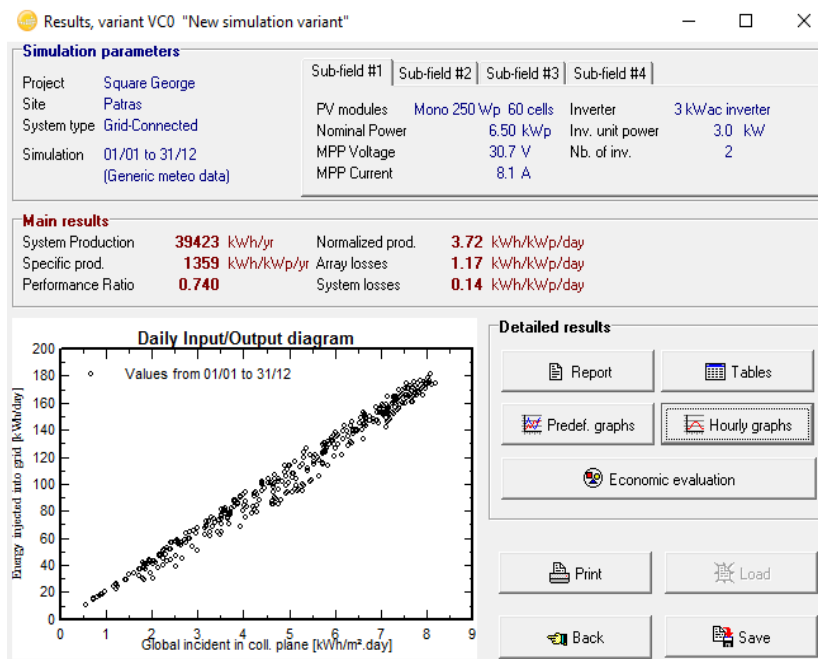 Results, variant VC0 "New simulation variant"
Simulation parameters
Project Square George
Site Patras
System type Grid-Connected
Simulation 01/01 to 31/12
(Generic meteo data)
Sub-field #1 Sub-field #2 Sub-field #3 Sub-field #4
PV modules Mono 250 Wp 60 cells Inverter 3 kWac inverter
Nominal Power 6.50 kWp Inv. unit power 3.0 kW
MPP Voltage 30.7 V Nb. of inv. 2
MPP Current 8.1 A
Main results
System Production 39423 kWh/yr Normalized prod. 3.72 kWh/kWp/day
Specific prod. 1359 kWh/kWp/yr Array losses 1.17 kWh/kWp/day
Performance Ratio 0.740 System losses 0.14 kWh/kWp/day
Daily Input/Output diagram
Values from 01/01 to 31/12
Energy injected into grid [kWh/day]
200
180
160
140
120
100
80
60
40
20
0
0 1 2 3 4 5 6 7 8 9
Global incident in coll. plane [kWh/m².day]
Detailed results
Report Tables
Predef. graphs Hourly graphs
Economic evaluation
Print Load
Back Save